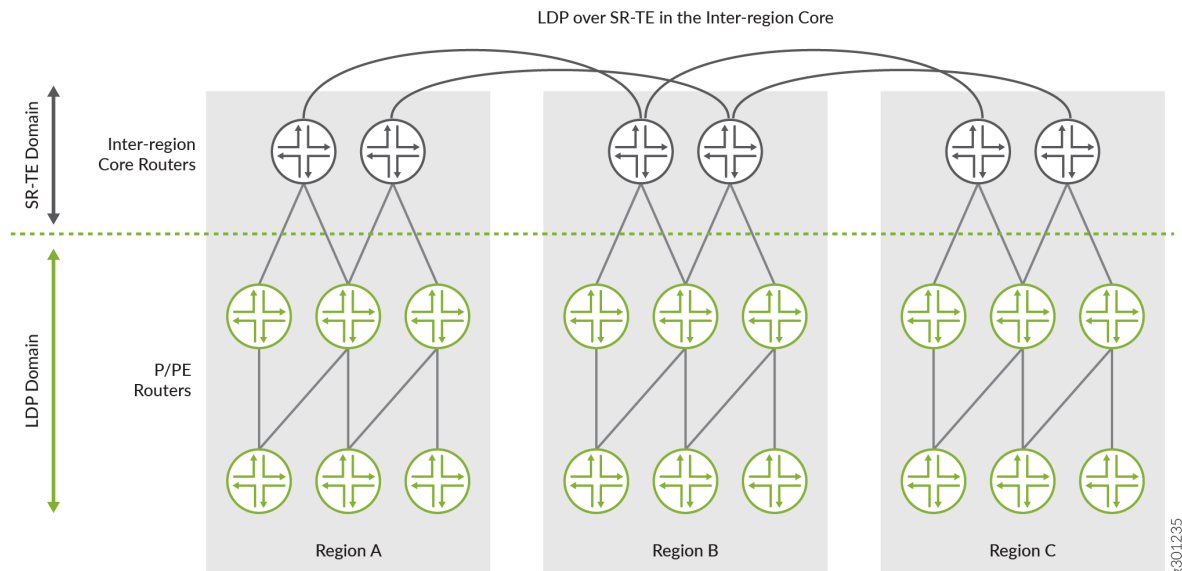 LDP over SR-TE in the Inter-region Core
SR-TE Domain
Inter-region
Core Routers
LDP Domain
P/PE
Routers
Region A
Region B
Region C
g301235